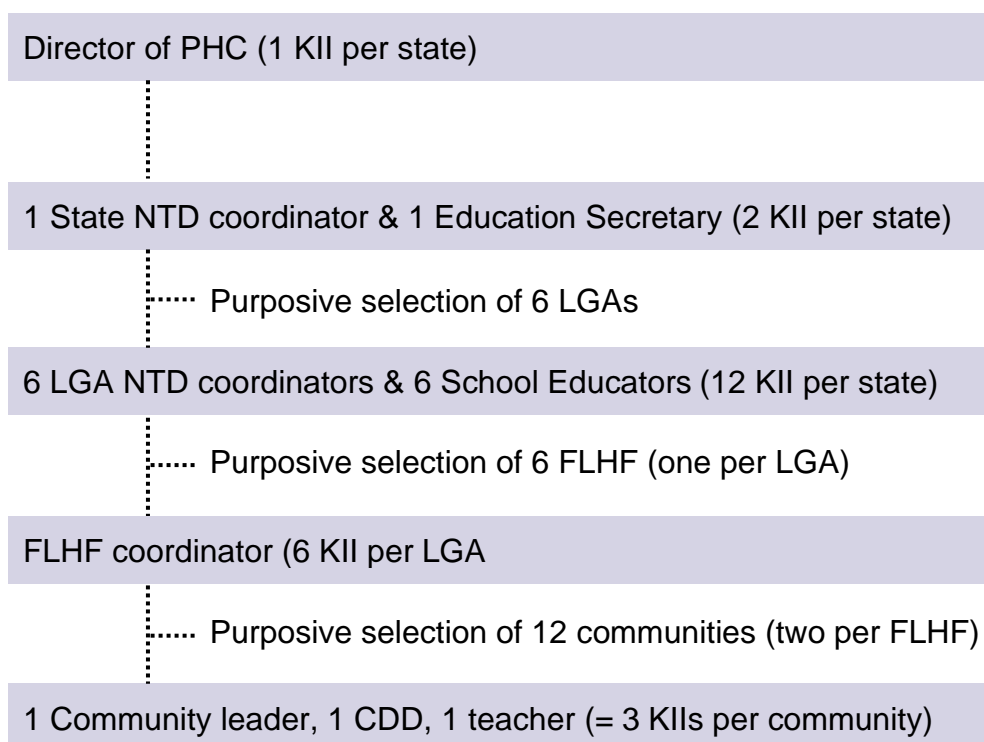 Director of PHC (1 KII per state)
1 State NTD coordinator & 1 Education Secretary (2 KII per state)
Purposive selection of 6 LGAs
6 LGA NTD coordinators & 6 School Educators (12 KII per state)
Purposive selection of 6 FLHF (one per LGA)
FLHF coordinator (6 KII per LGA
Purposive selection of 12 communities (two per FLHF)
1 Community leader, 1 CDD, 1 teacher (= 3 KIIs per community)